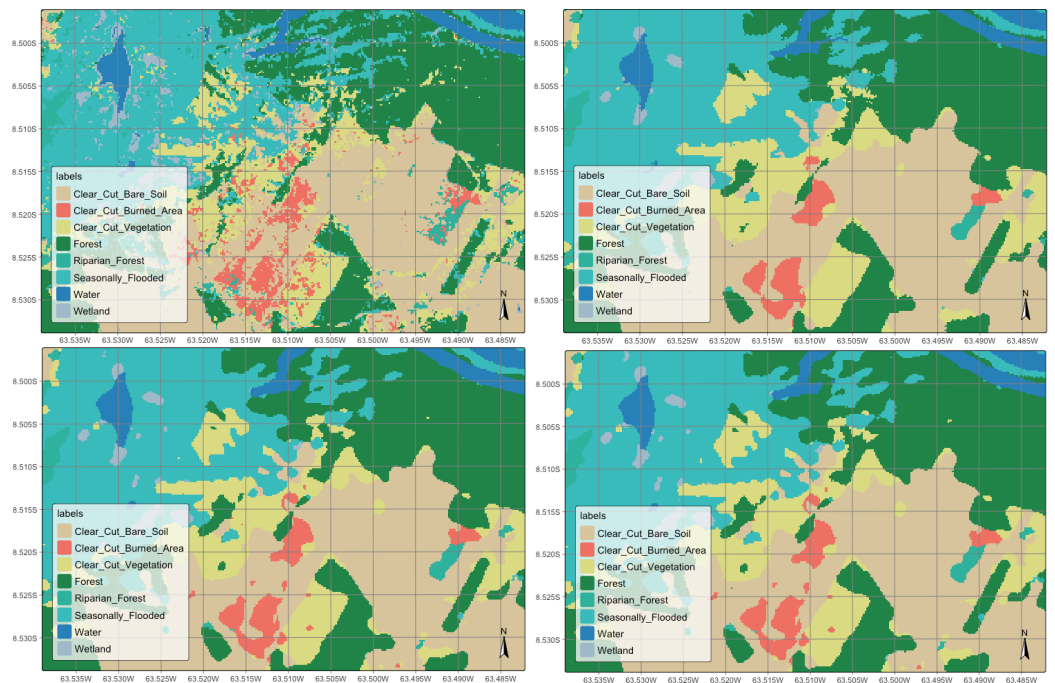 8.500S
8.505S
8.510S
8.515S
8.520S
8.525S
8.530S
labels
Clear_Cut_Bare_Soil
Clear_Cut_Burned_Area
Clear_Cut_Vegetation
Forest
Riparian_Forest
Seasonally_Flooded
Water
Wetland
N
63.535W 63.530W 63.525W 63.520W 63.515W 63.510W 63.505W 63.500W 63.495W 63.490W 63.485W
8.500S
8.505S
8.510S
8.515S
8.520S
8.525S
8.530S
labels
Clear_Cut_Bare_Soil
Clear_Cut_Burned_Area
Clear_Cut_Vegetation
Forest
Riparian_Forest
Seasonally_Flooded
Water
Wetland
N
63.535W 63.530W 63.525W 63.520W 63.515W 63.510W 63.505W 63.500W 63.495W 63.490W 63.485W
8.500S
8.505S
8.510S
8.515S
8.520S
8.525S
8.530S
labels
Clear_Cut_Bare_Soil
Clear_Cut_Burned_Area
Clear_Cut_Vegetation
Forest
Riparian_Forest
Seasonally_Flooded
Water
Wetland
N
63.535W 63.530W 63.525W 63.520W 63.515W 63.510W 63.505W 63.500W 63.495W 63.490W 63.485W
8.500S
8.505S
8.510S
8.515S
8.520S
8.525S
8.530S
labels
Clear_Cut_Bare_Soil
Clear_Cut_Burned_Area
Clear_Cut_Vegetation
Forest
Riparian_Forest
Seasonally_Flooded
Water
Wetland
N
63.535W 63.530W 63.525W 63.520W 63.515W 63.510W 63.505W 63.500W 63.495W 63.490W 63.485W